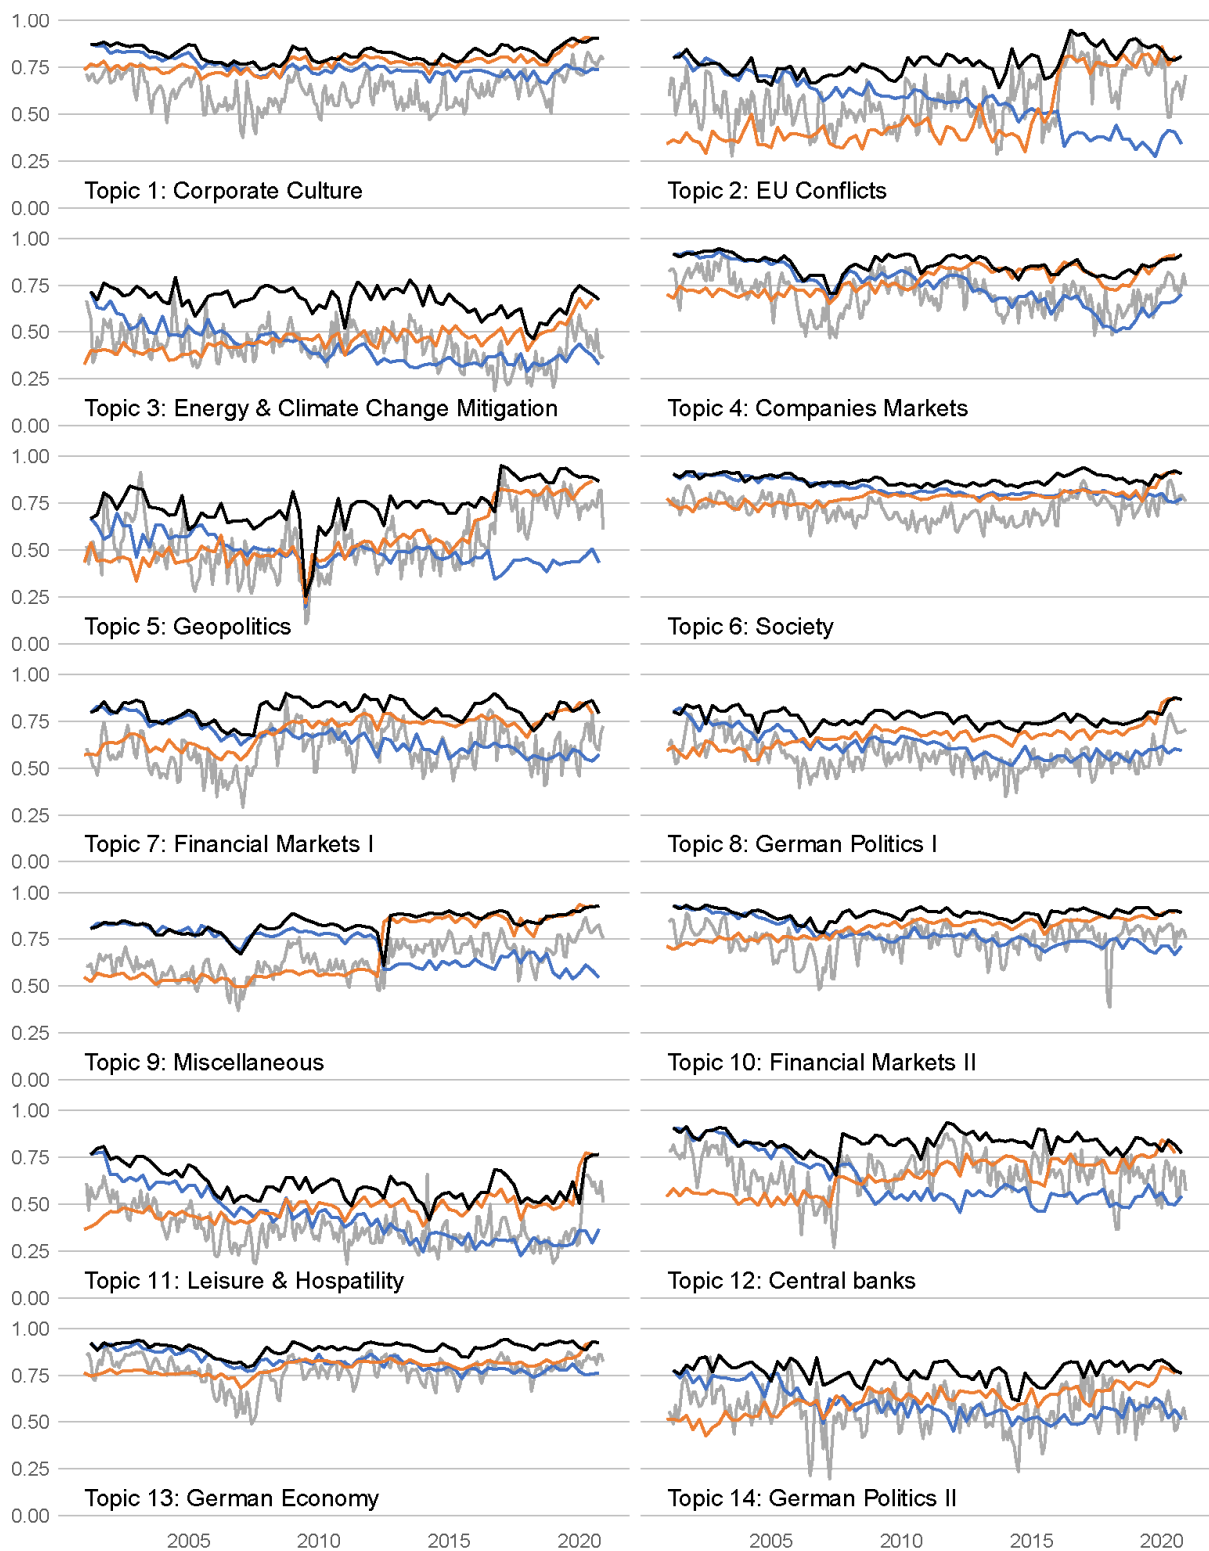 1.00
0.75
0.50
0.25
Topic 1: Corporate Culture
Topic 2: EU Conflicts
0.00
1.00
0.75
0.50
0.25
Topic 3: Energy & Climate Change Mitigation
Topic 4: Companies Markets
0.00
1.00
0.75
0.50
0.25
Topic 5: Geopolitics
Topic 6: Society
0.00
1.00
0.75
0.50
0.25
Topic 7: Financial Markets I
Topic 8: German Politics I
0.00
1.00
0.75
0.50
0.25
Topic 9: Miscellaneous
Topic 10: Financial Markets II
0.00
1.00
0.75
0.50
0.25
Topic 11: Leisure & Hospatility
Topic 12: Central banks
0.00
1.00
0.75
0.50
0.25
Topic 13: German Economy
Topic 14: German Politics II
0.00
2005 2010 2015 2020 2005 2010 2015 2020